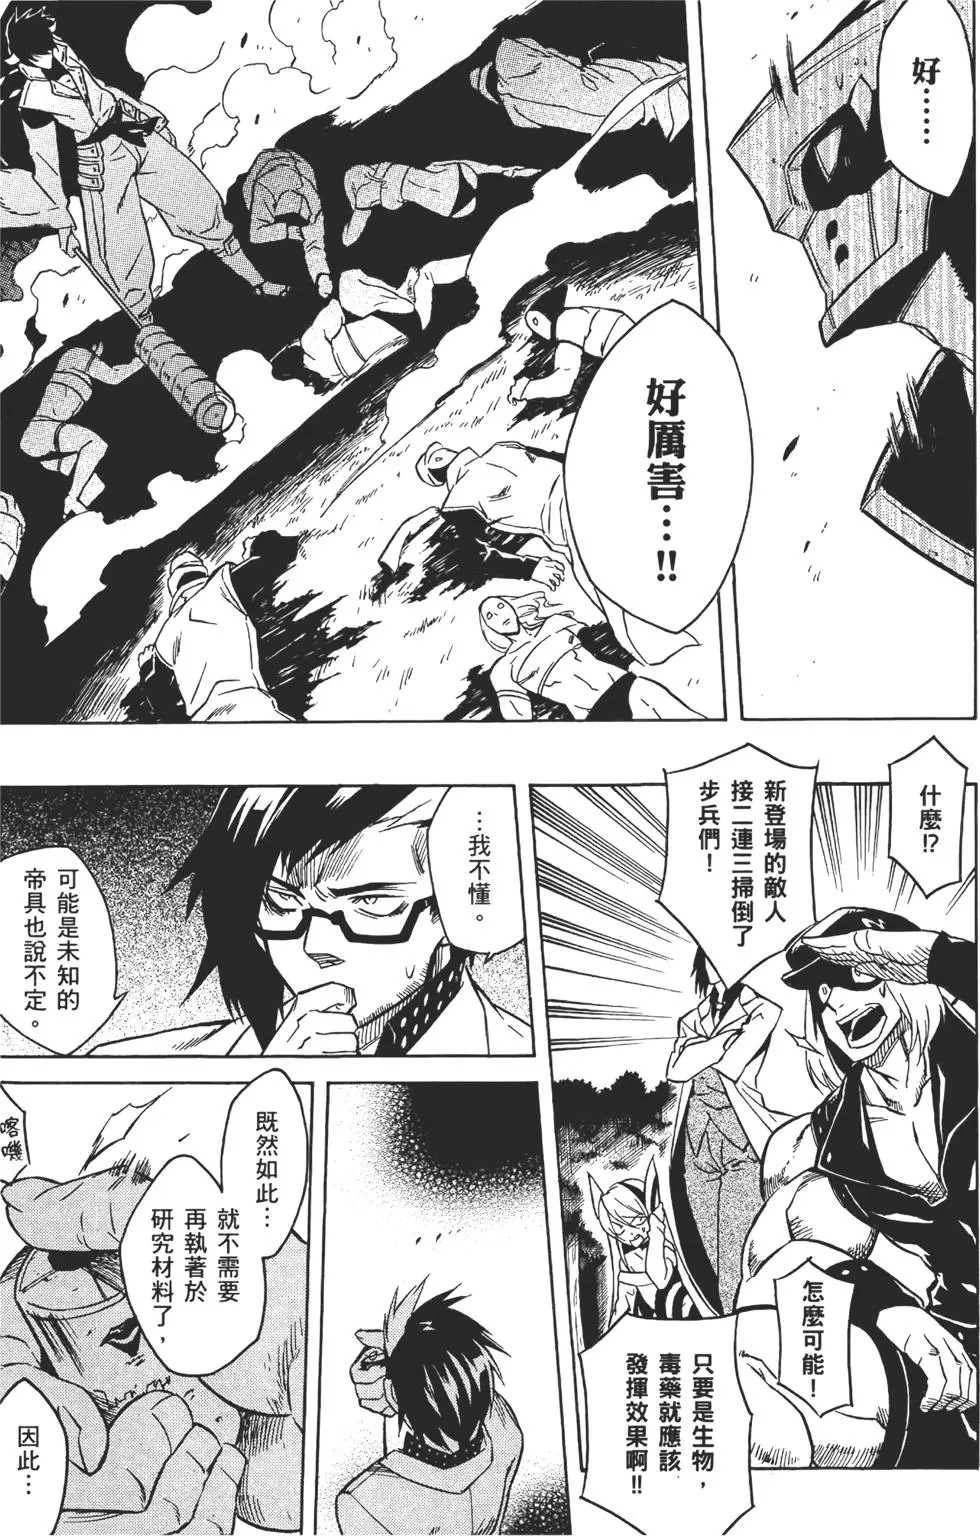 好……
好厲害…!!
什麼!?
新登場的敵人
接二連三掃倒了
步兵們！
怎麼可能！
只要是生物，
毒藥就應該
發揮效果啊!!
…我不懂。
可能是未知的
帝具也說不定。
既然如此…
就不需要
再執著於
研究材料了，
喀嘰
因此…